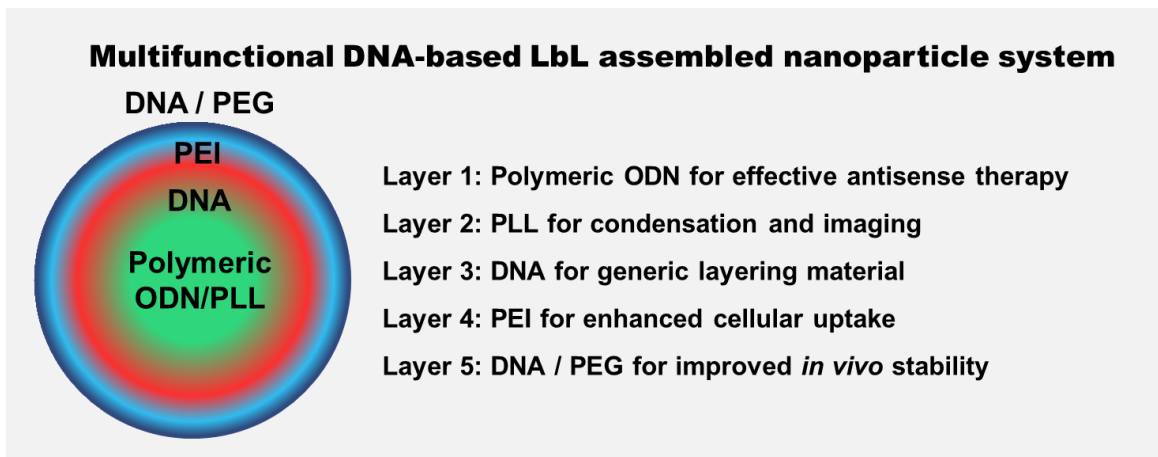 Multifunctional DNA-based LbL assembled nanoparticle system
DNA / PEG
PEI
DNA
Polymeric
ODN/PLL
Layer 1: Polymeric ODN for effective antisense therapy
Layer 2: PLL for condensation and imaging
Layer 3: DNA for generic layering material
Layer 4: PEI for enhanced cellular uptake
Layer 5: DNA / PEG for improved in vivo stability